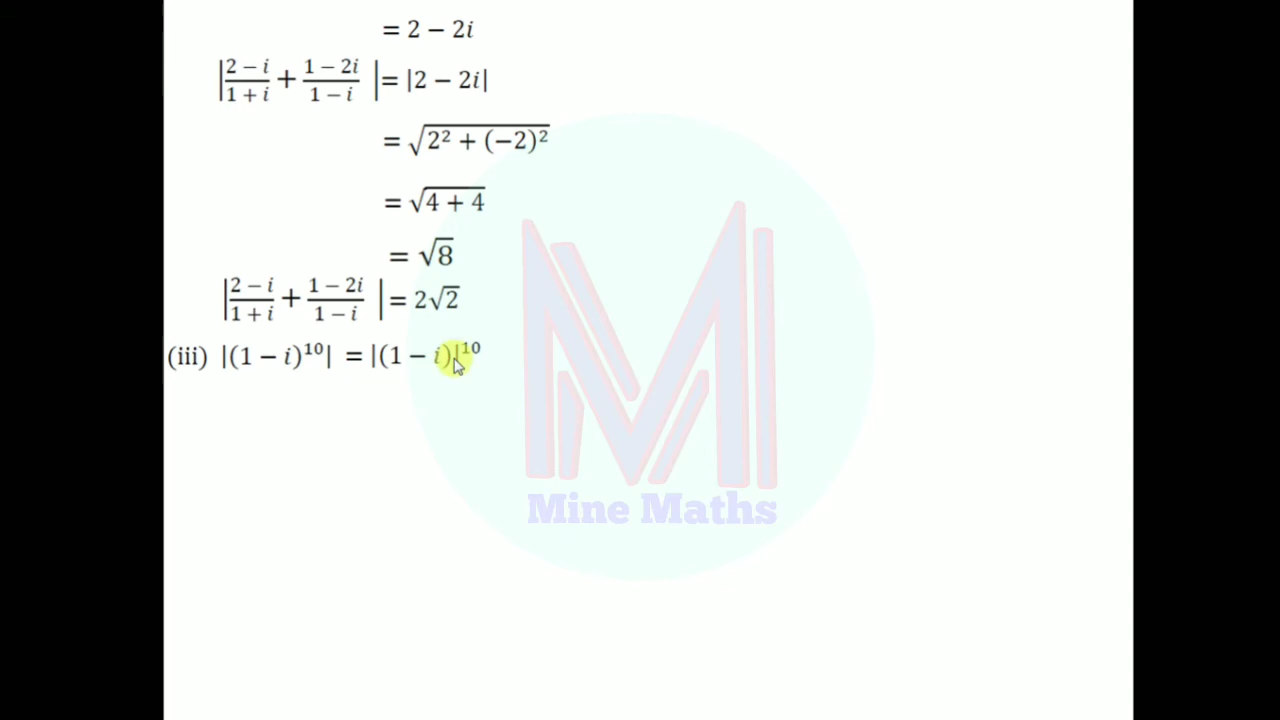 = 2 − 2i
|(2 − i)/(1 + i) + (1 − 2i)/(1 − i)| = |2 − 2i|
= √(2² + (−2)²)
= √(4 + 4)
= √8
|(2 − i)/(1 + i) + (1 − 2i)/(1 − i)| = 2√2
(iii) |(1 − i)¹⁰| = |(1 − i)|¹⁰
Mine Maths